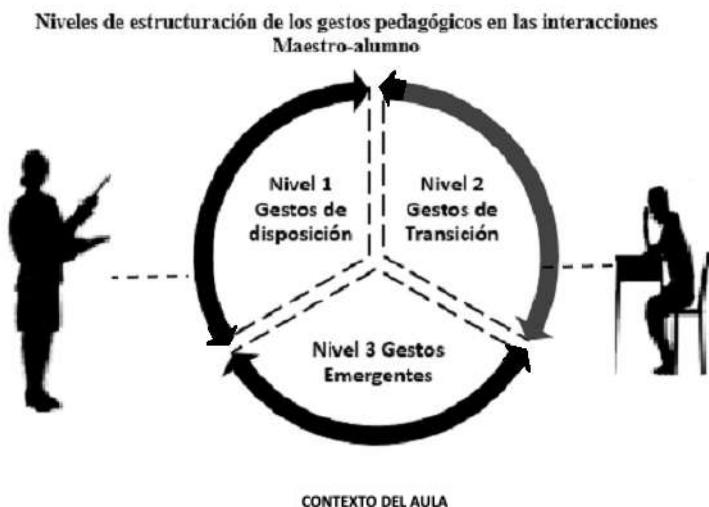 Niveles de estructuración de los gestos pedagógicos en las interacciones
Maestro-alumno
Nivel 1
Gestos de
disposición
Nivel 2
Gestos de
Transición
Nivel 3 Gestos
Emergentes
CONTEXTO DEL AULA